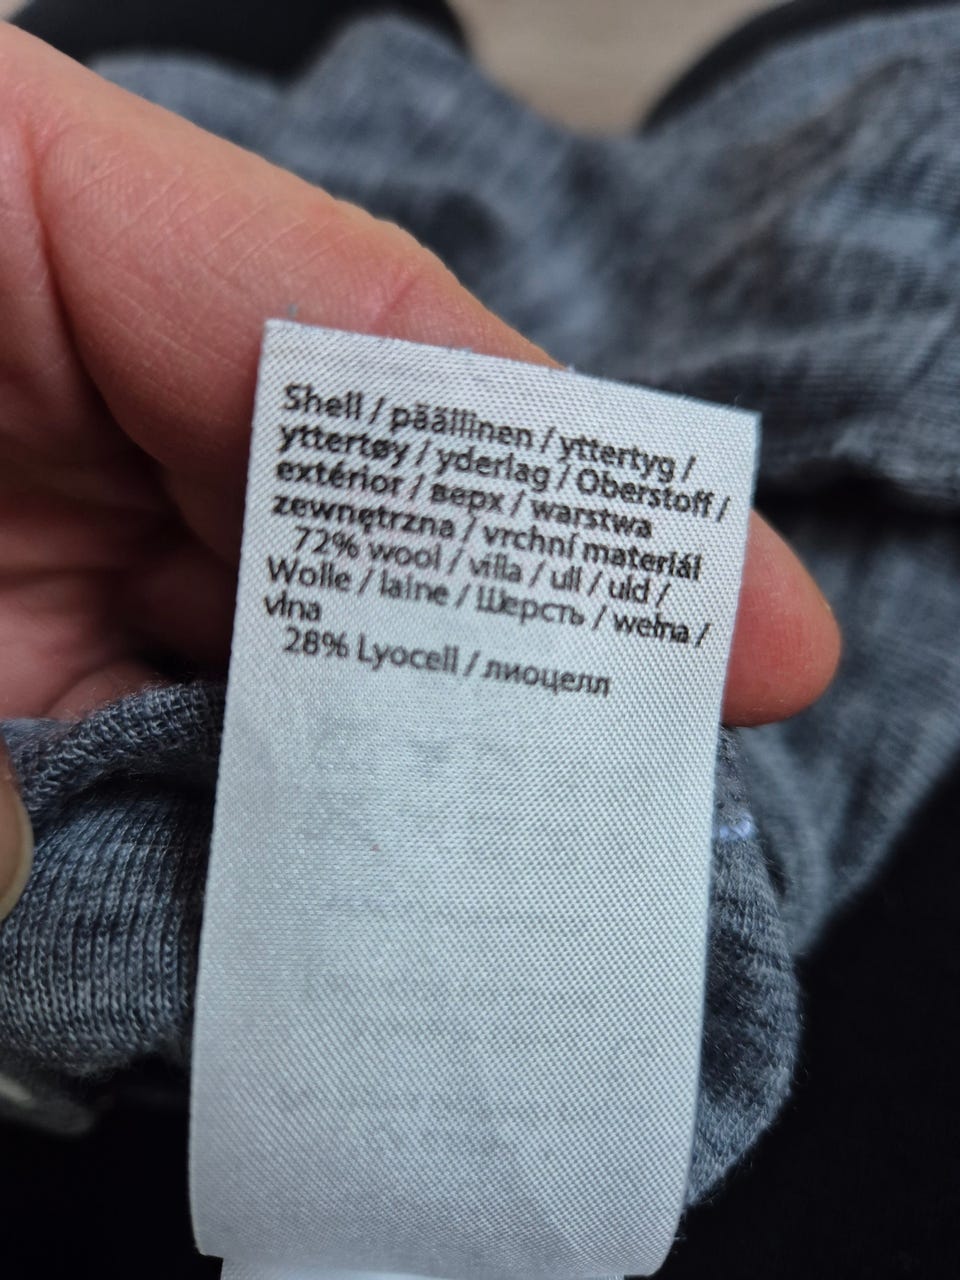 Shell / päällinen / yttertyg /
yttertøy / yderlag / Oberstoff /
extérior / верх / warstwa
zewnętrzna / vrchní materiál
72% wool / villa / ull / uld /
Wolle / laine / Шерсть / wełna /
vlna
28% Lyocell / лиоцелл